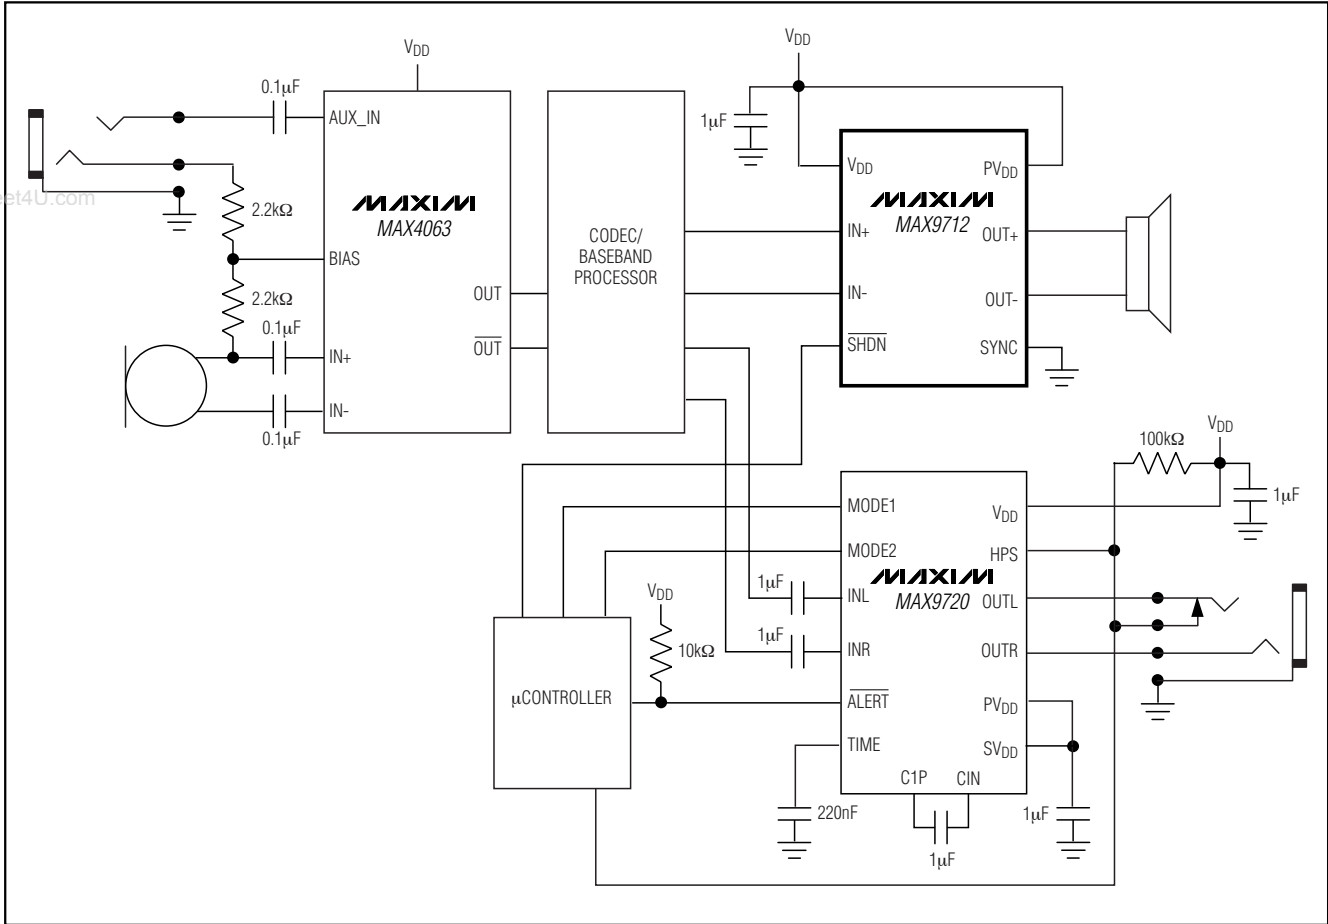 VDD
0.1μF
AUX_IN
MAXIM
MAX4063
2.2kΩ
BIAS
2.2kΩ
0.1μF
IN+
IN-
0.1μF
OUT
OUT
CODEC/
BASEBAND
PROCESSOR
VDD
1μF
VDD
PVDD
MAXIM
MAX9712
IN+
OUT+
IN-
OUT-
SHDN
SYNC
eet4U.com
VDD
100kΩ
1μF
MODE1
VDD
MODE2
HPS
MAXIM
MAX9720
1μF
INL
OUTL
1μF
INR
OUTR
VDD
10kΩ
μCONTROLLER
ALERT
PVDD
TIME
SVDD
C1P
CIN
220nF
1μF
1μF